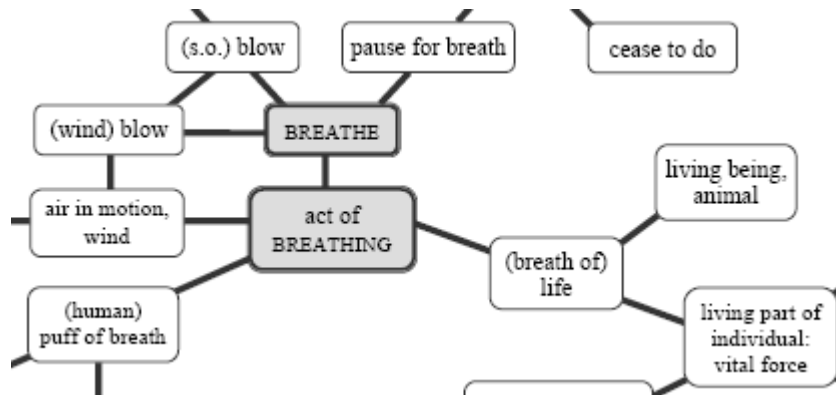 (s.o.) blow
pause for breath
cease to do
(wind) blow
BREATHE
living being,
animal
air in motion,
wind
act of
BREATHING
(breath of)
life
(human)
puff of breath
living part of
individual:
vital force